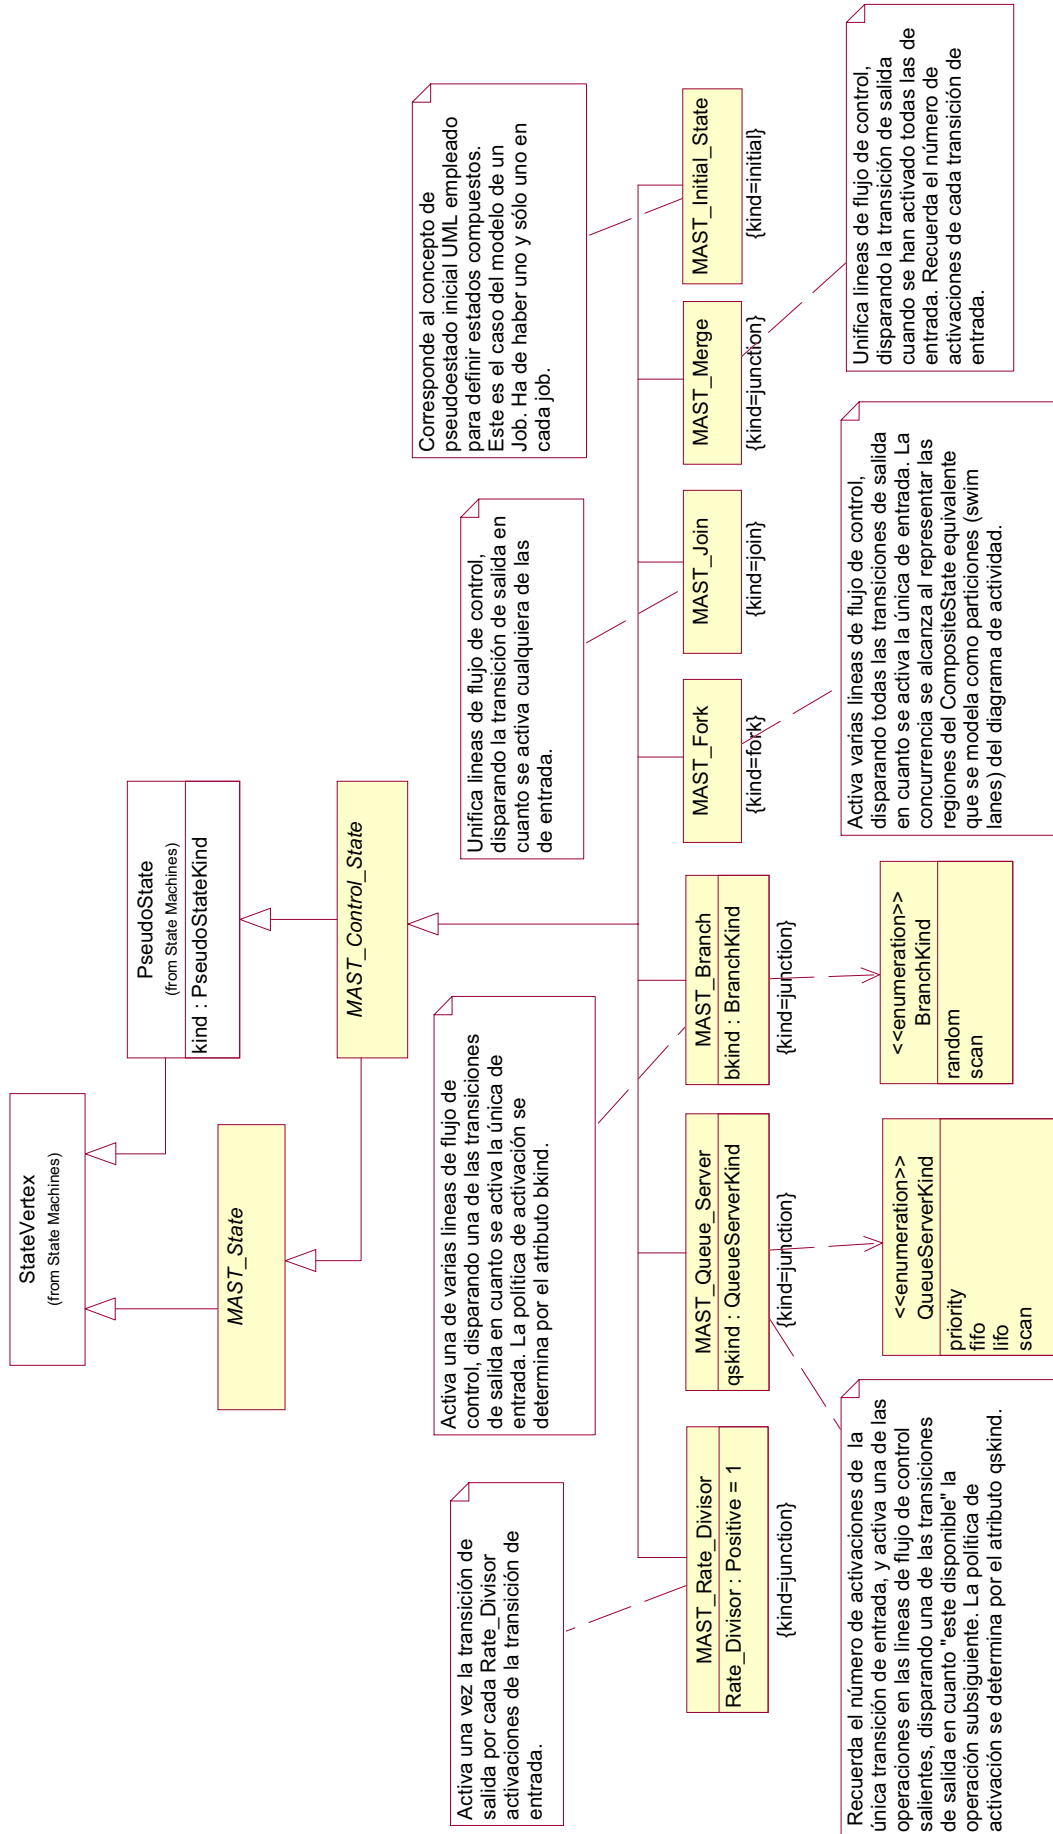 StateVertex
(from State Machines)
PseudoState
(from State Machines)
kind : PseudoStateKind
MAST_State
MAST_Control_State
Activa una vez la transición de
salida por cada Rate_Divisor
activaciones de la transición de
entrada.
Activa una de varias lineas de flujo de
control, disparando una de las transiciones
de salida en cuanto se activa la única de
entrada. La política de activación se
determina por el atributo bkind.
Unifica lineas de flujo de control,
disparando la transición de salida en
cuanto se activa cualquiera de las
de entrada.
Corresponde al concepto de
pseudoestado inicial UML empleado
para definir estados compuestos.
Este es el caso del modelo de un
Job. Ha de haber uno y sólo uno en
cada job.
MAST_Rate_Divisor
Rate_Divisor : Positive = 1
{kind=junction}
MAST_Queue_Server
qskind : QueueServerKind
{kind=junction}
MAST_Branch
bkind : BranchKind
{kind=junction}
MAST_Fork
{kind=fork}
MAST_Join
{kind=join}
MAST_Merge
{kind=junction}
MAST_Initial_State
{kind=initial}
Recuerda el número de activaciones de la
única transición de entrada, y activa una de las
operaciones en las lineas de flujo de control
salientes, disparando una de las transiciones
de salida en cuanto "este disponible" la
operación subsiguiente. La política de
activación se determina por el atributo qskind.
<<enumeration>>
QueueServerKind
priority
fifo
lifo
scan
<<enumeration>>
BranchKind
random
scan
Activa varias lineas de flujo de control,
disparando todas las transiciones de salida
en cuanto se activa la única de entrada. La
concurrencia se alcanza al representar las
regiones del CompositeState equivalente
que se modela como particiones (swim
lanes) del diagrama de actividad.
Unifica lineas de flujo de control,
disparando la transición de salida
cuando se han activado todas las de
entrada. Recuerda el número de
activaciones de cada transición de
entrada.